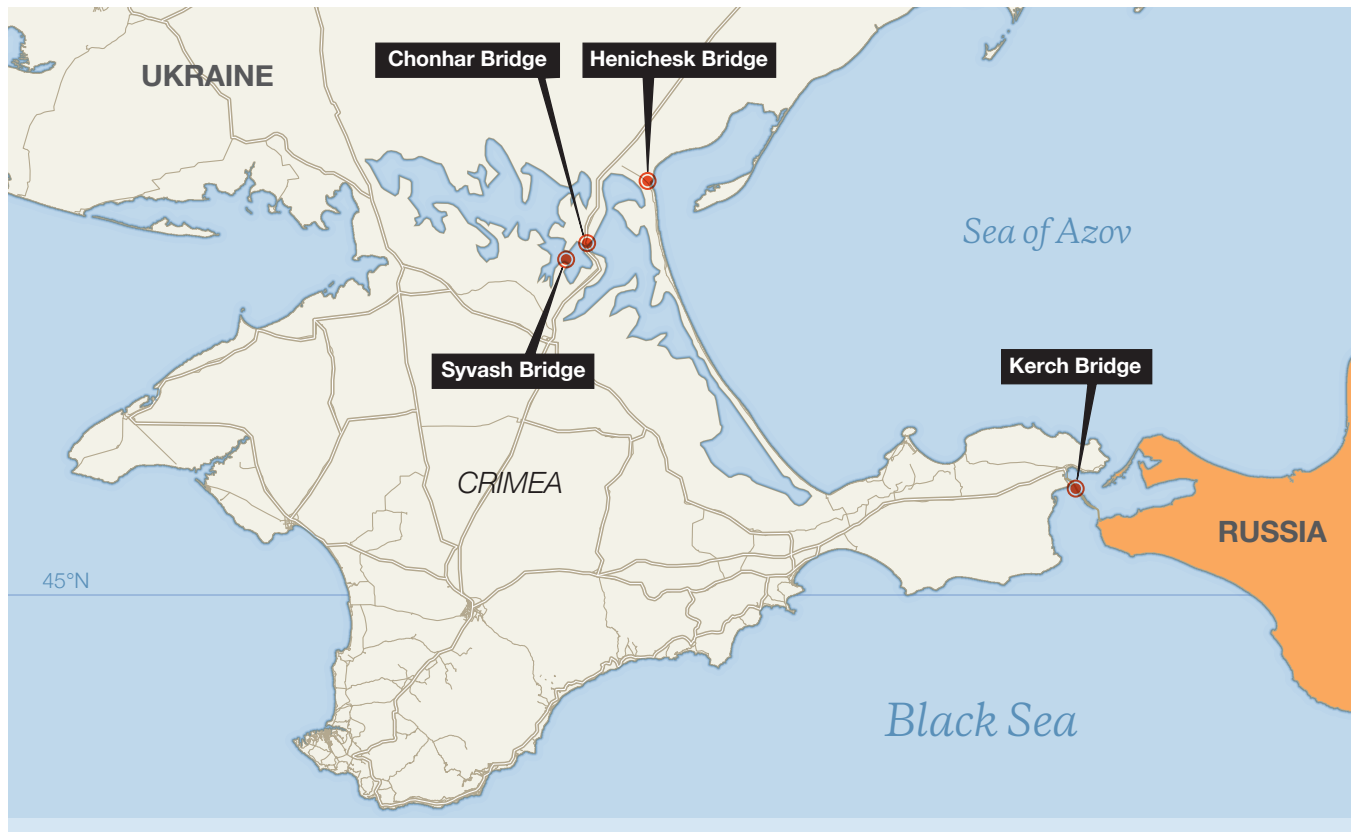 Chonhar Bridge
Henichesk Bridge
UKRAINE
Sea of Azov
Syvash Bridge
Kerch Bridge
CRIMEA
RUSSIA
45°N
Black Sea